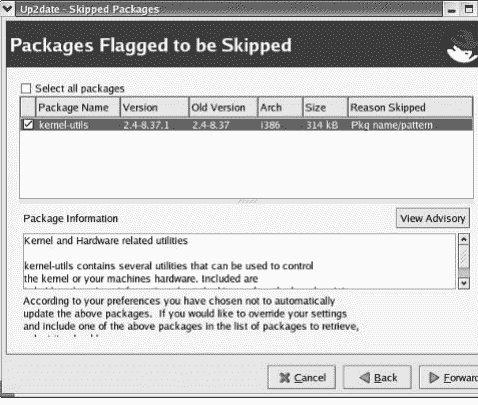 Up2date - Skipped Packages
Packages Flagged to be Skipped
Select all packages
Package Name Version Old Version Arch Size Reason Skipped
kernel-utils 2.4-8.37.1 2.4-8.37 i386 314 kB Pkg name/pattern
Package Information View Advisory
Kernel and Hardware related utilities
kernel-utils contains several utilities that can be used to control
the kernel or your machines hardware. Included are
According to your preferences you have chosen not to automatically
update the above packages. If you would like to override your settings
and include one of the above packages in the list of packages to retrieve,
Cancel Back Forward